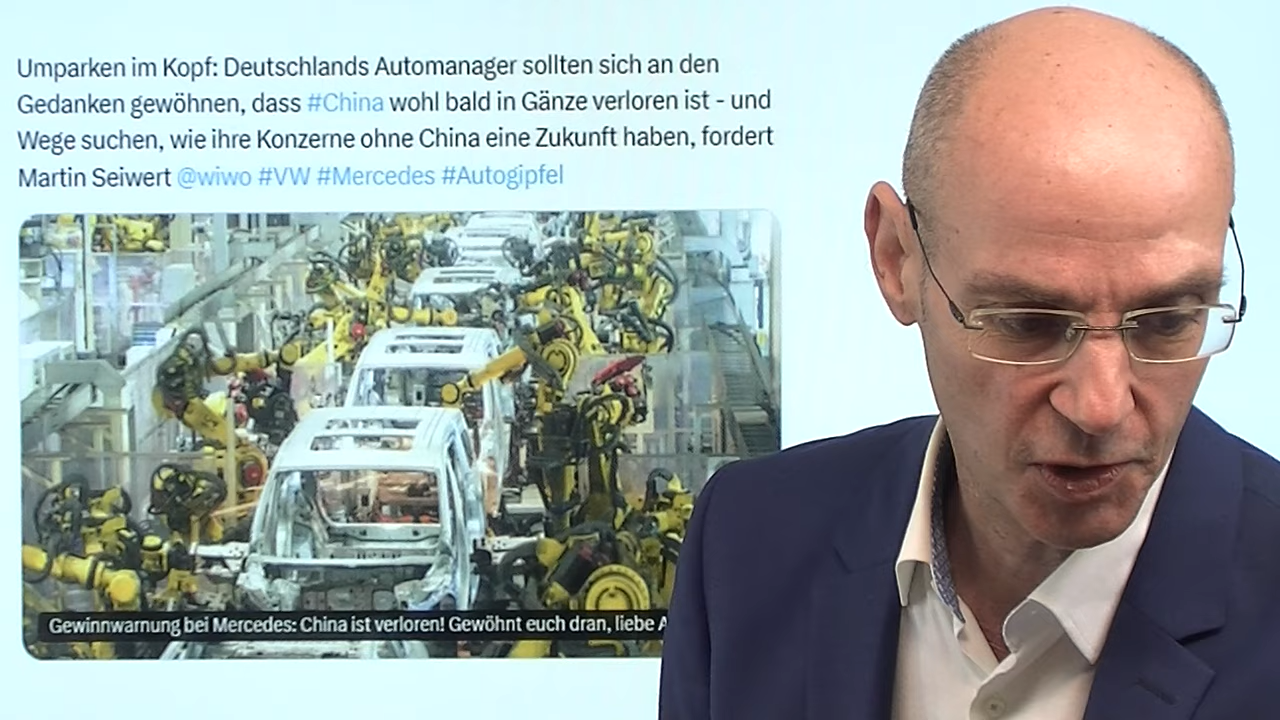 Umparken im Kopf: Deutschlands Automanager sollten sich an den
Gedanken gewöhnen, dass #China wohl bald in Gänze verloren ist - und
Wege suchen, wie ihre Konzerne ohne China eine Zukunft haben, fordert
Martin Seiwert @wiwo #VW #Mercedes #Autogipfel
Gewinnwarnung bei Mercedes: China ist verloren! Gewöhnt euch dran, liebe A